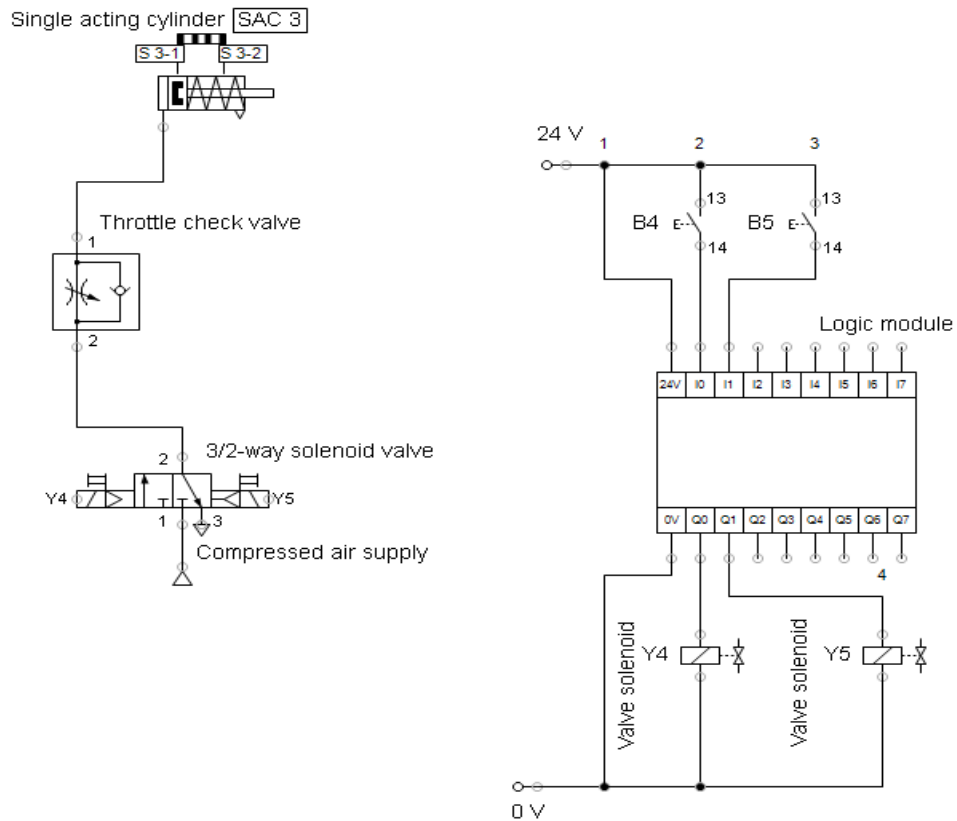 Single acting cylinder SAC 3
S 3-1 S 3-2
Throttle check valve
1
2
3/2-way solenoid valve
2
Y4 Y5
1 3
Compressed air supply
24 V
1 2 3
13 13
B4 B5
14 14
Logic module
24V I0 I1 I2 I3 I4 I5 I6 I7
0V Q0 Q1 Q2 Q3 Q4 Q5 Q6 Q7
4
Valve solenoid
Y4
Valve solenoid
Y5
0 V